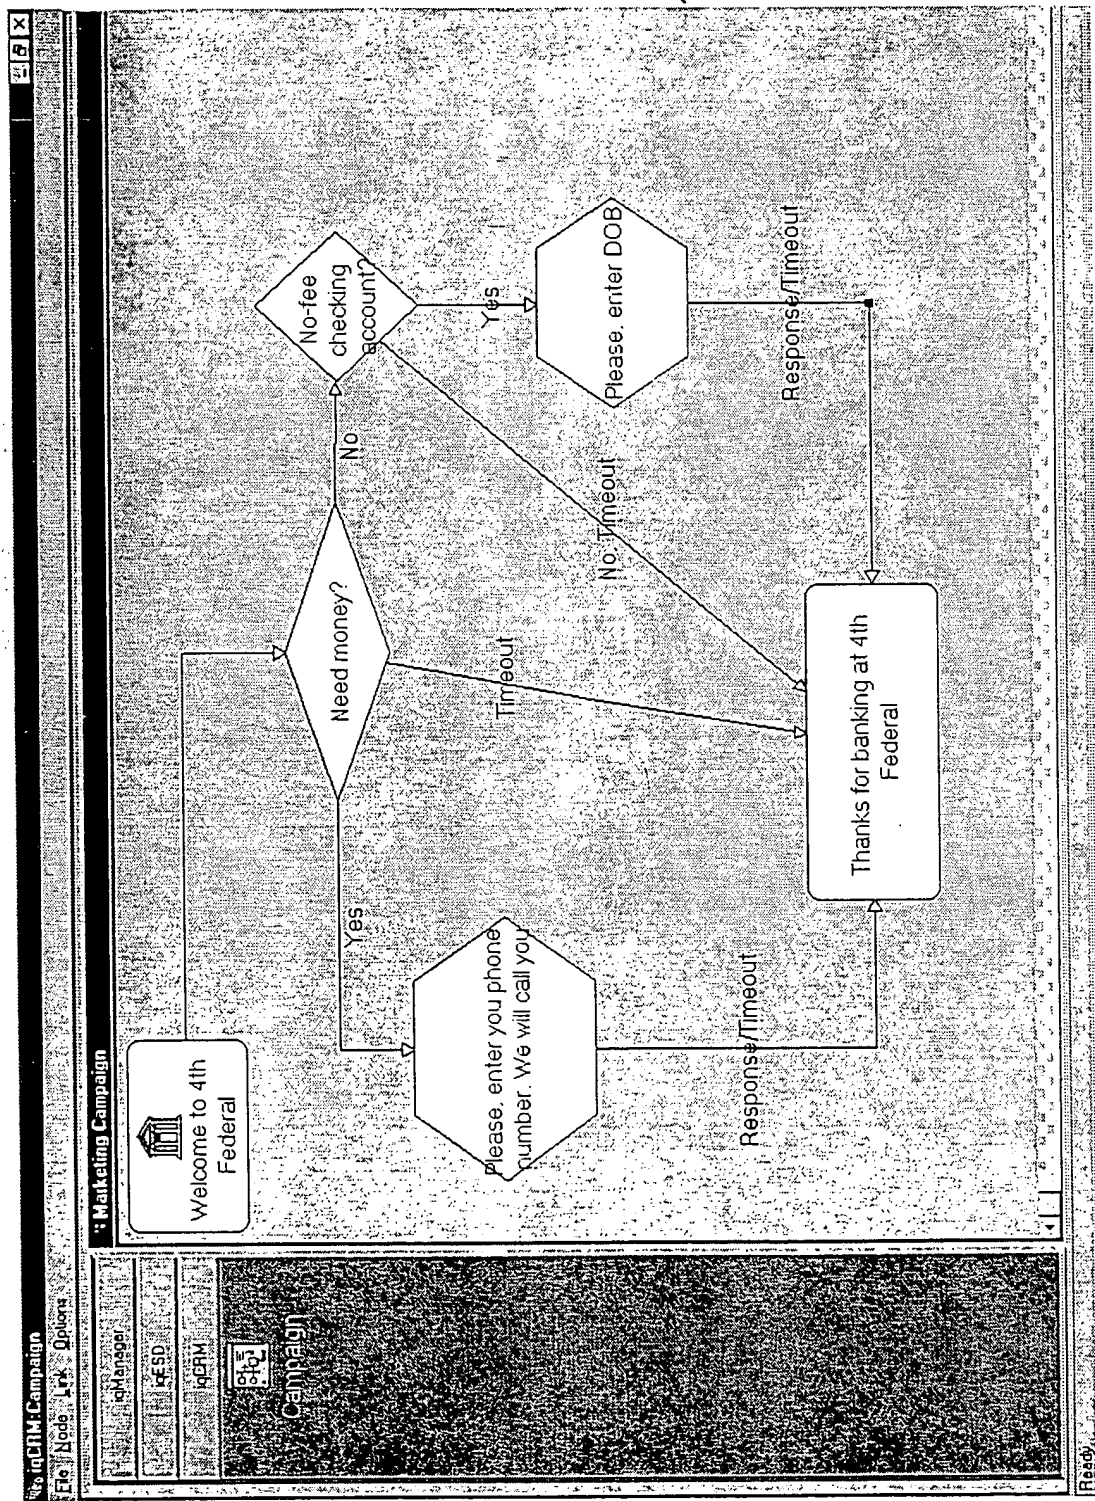 iqCRM Campaign
File Node Link Options
iqManager
iqESD
iqCRM
Campaign
Marketing Campaign
Welcome to 4th
Federal
Need money?
No
No-fee
checking
account?
Yes
Yes
Timeout
No, Timeout
Please, enter you phone
number. We will call you
Please, enter DOB
Response/Timeout
Response/Timeout
Thanks for banking at 4th
Federal
Ready